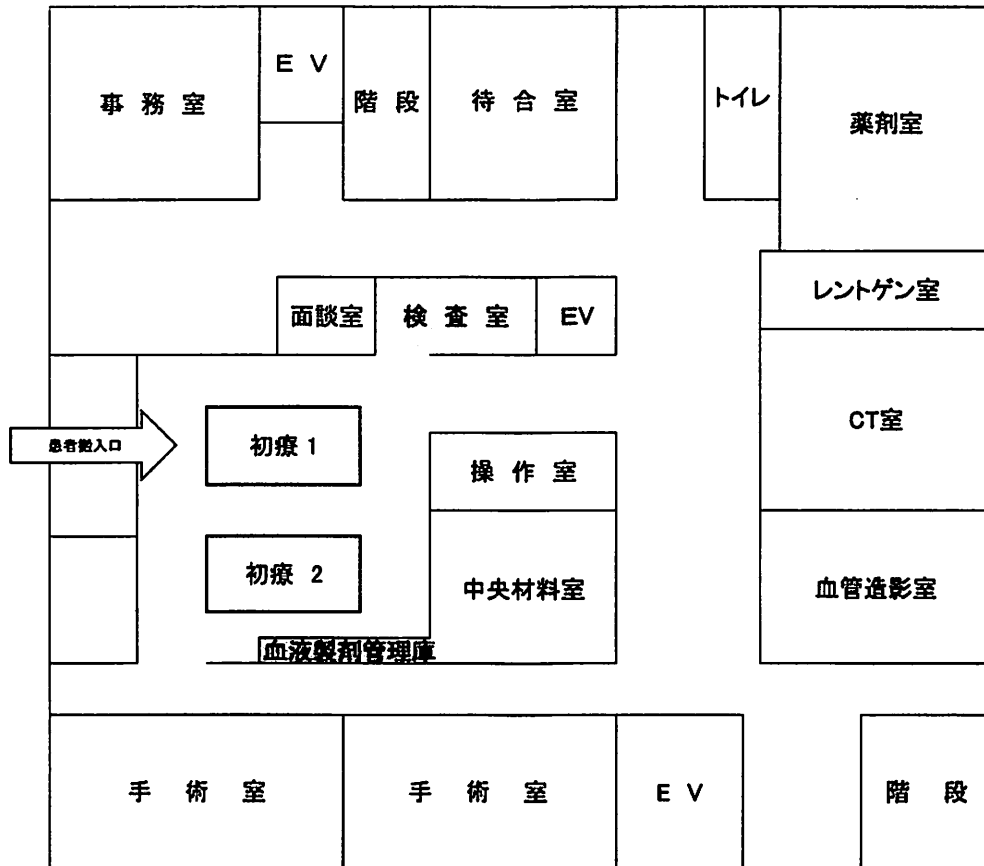 事務室
EV
階段
待合室
トイレ
薬剤室
面談室
検査室
EV
レントゲン室
患者搬入口
初療1
操作室
CT室
初療2
中央材料室
血管造影室
血液製剤管理庫
手術室
手術室
EV
階段